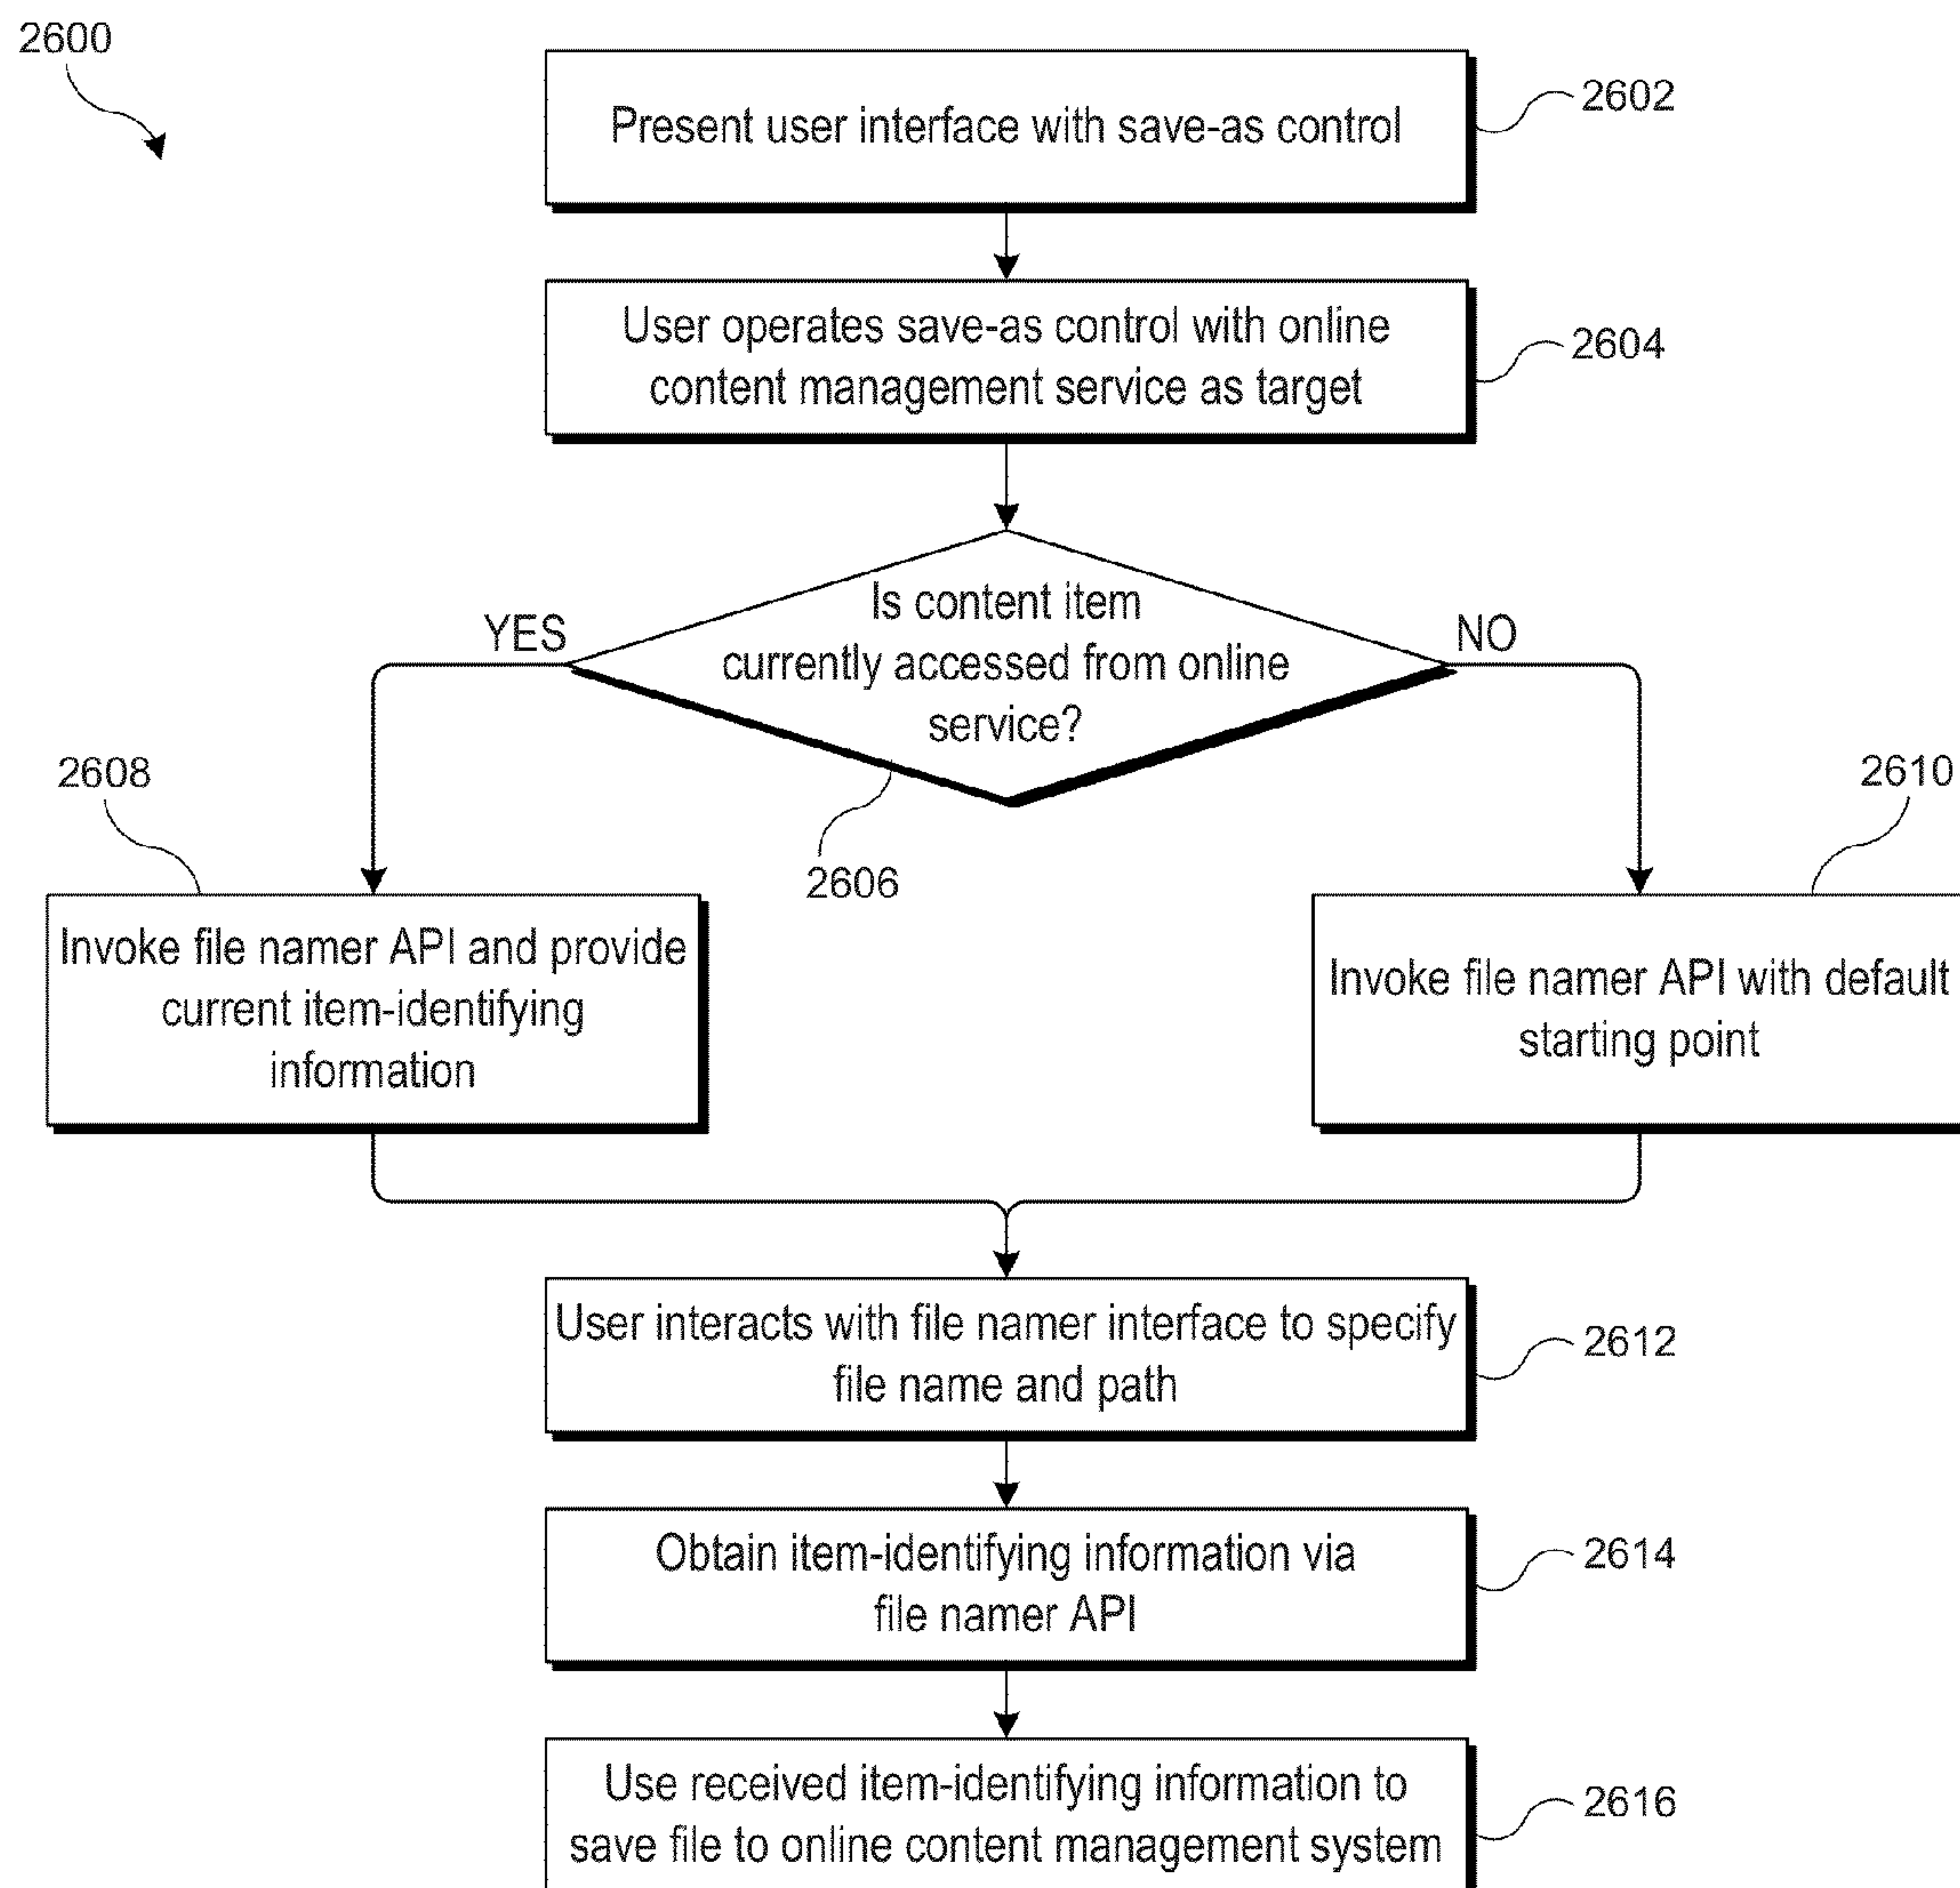 2600
Present user interface with save-as control
2602
User operates save-as control with online
content management service as target
2604
Is content item
currently accessed from online
service?
YES
NO
2606
2608
2610
Invoke file namer API and provide
current item-identifying
information
Invoke file namer API with default
starting point
User interacts with file namer interface to specify
file name and path
2612
Obtain item-identifying information via
file namer API
2614
Use received item-identifying information to
save file to online content management system
2616